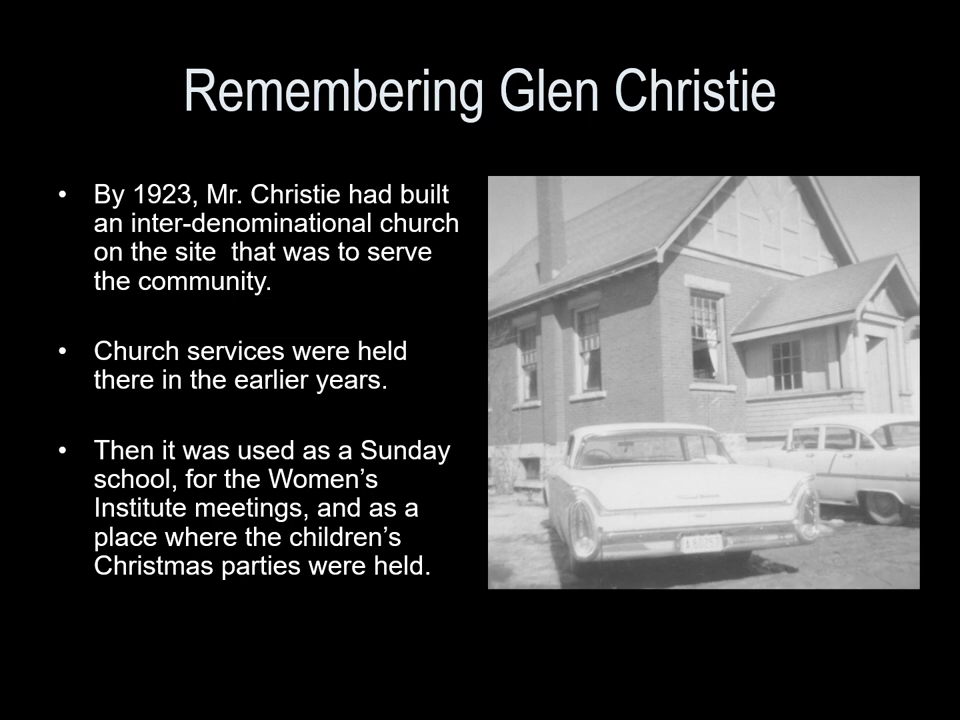 Remembering Glen Christie
• By 1923, Mr. Christie had built
an inter-denominational church
on the site  that was to serve
the community.
• Church services were held
there in the earlier years.
• Then it was used as a Sunday
school, for the Women’s
Institute meetings, and as a
place where the children’s
Christmas parties were held.